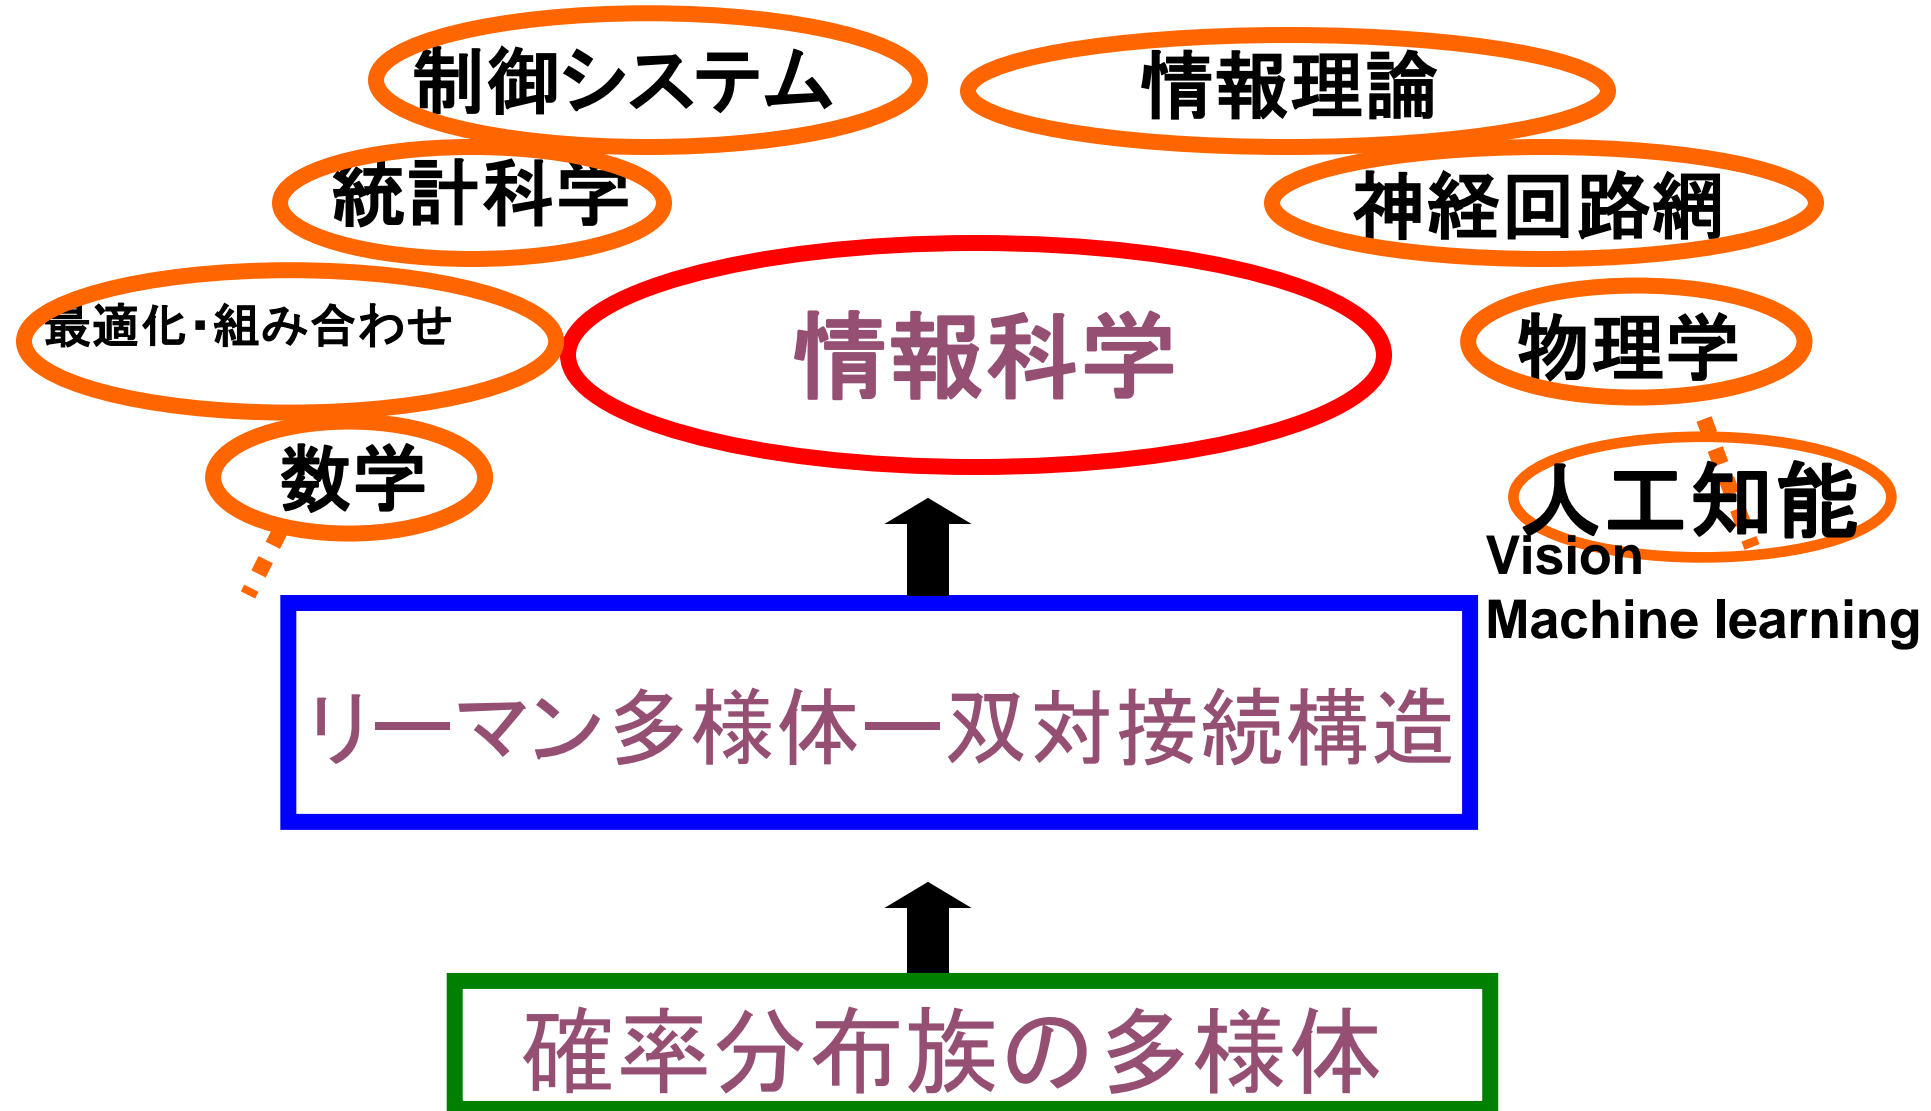 制御システム
情報理論
統計科学
神経回路網
最適化・組み合わせ
情報科学
物理学
数学
人工知能
Vision
Machine learning
リーマン多様体ー双対接続構造
確率分布族の多様体